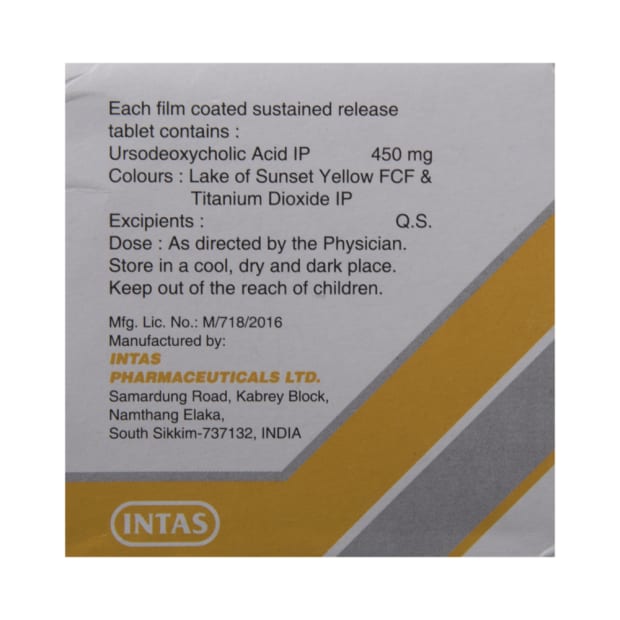 Each film coated sustained release
tablet contains :
Ursodeoxycholic Acid IP 450 mg
Colours : Lake of Sunset Yellow FCF &
Titanium Dioxide IP
Excipients : Q.S.
Dose : As directed by the Physician.
Store in a cool, dry and dark place.
Keep out of the reach of children.
Mfg. Lic. No.: M/718/2016
Manufactured by:
INTAS
PHARMACEUTICALS LTD.
Samardung Road, Kabrey Block,
Namthang Elaka,
South Sikkim-737132, INDIA
INTAS